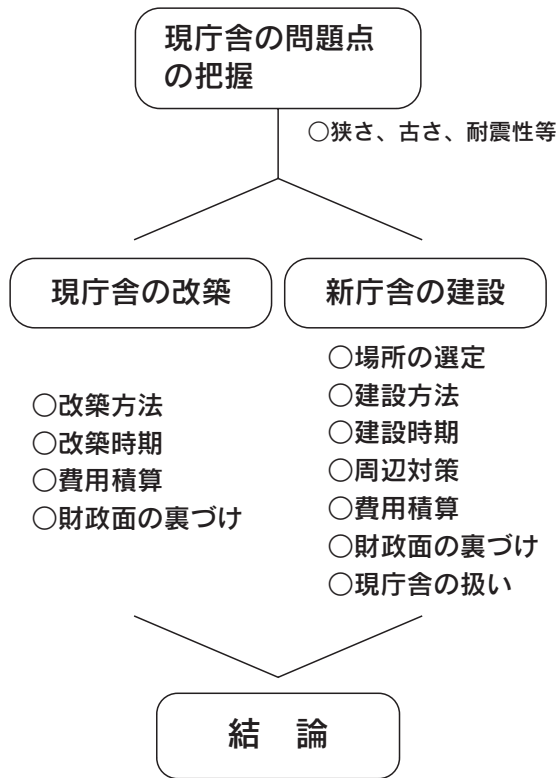 現庁舎の問題点
の把握
○狭さ、古さ、耐震性等
現庁舎の改築
○改築方法
○改築時期
○費用積算
○財政面の裏づけ
新庁舎の建設
○場所の選定
○建設方法
○建設時期
○周辺対策
○費用積算
○財政面の裏づけ
○現庁舎の扱い
結　論